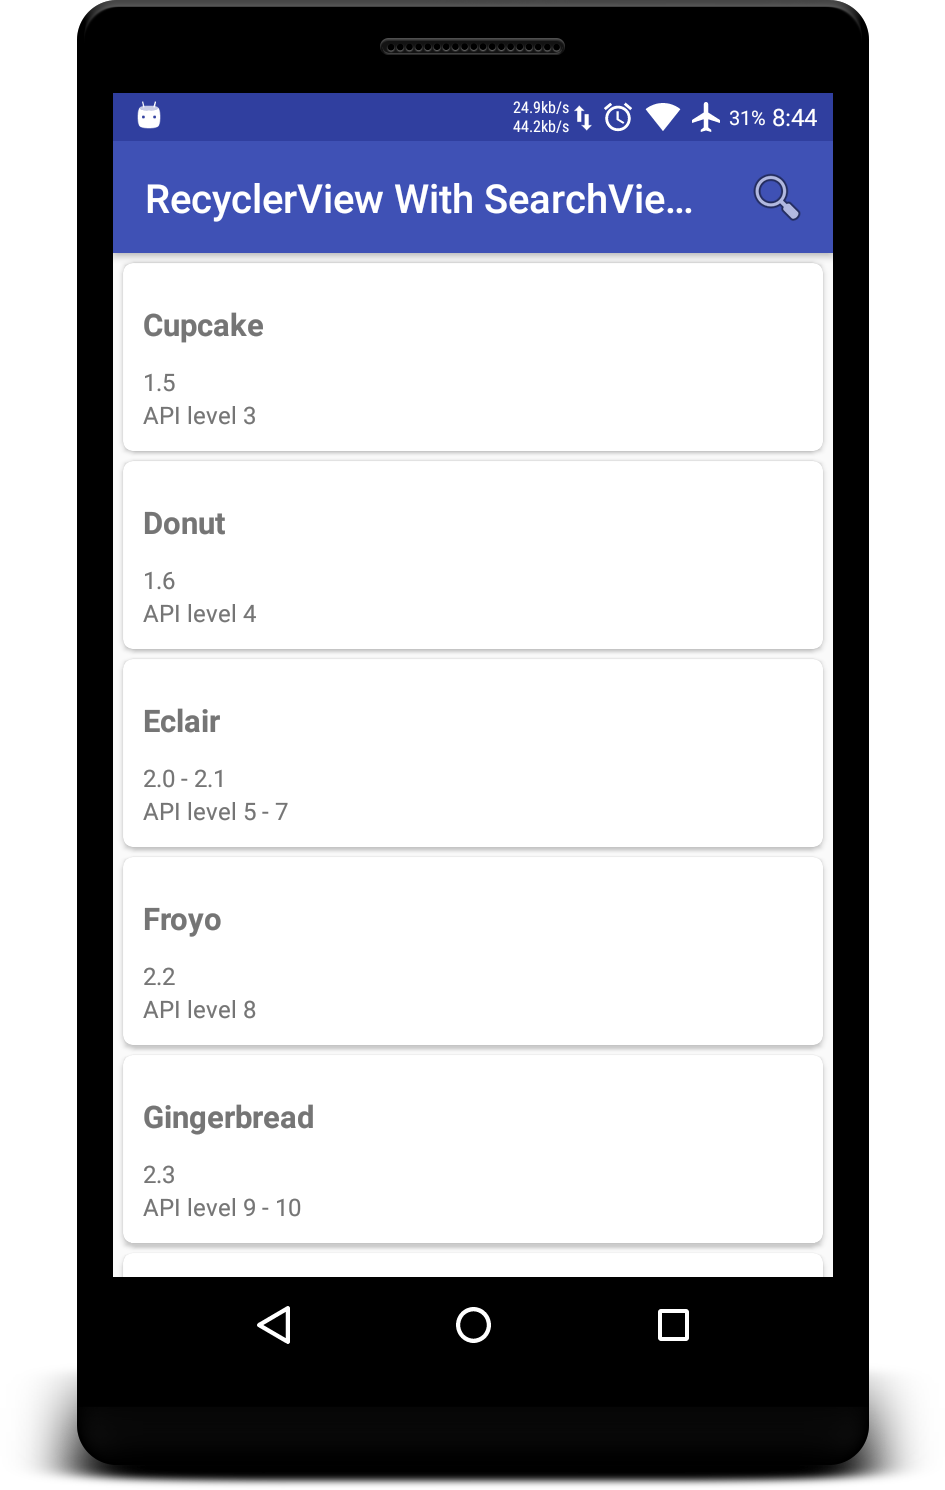 24.9kb/s
44.2kb/s
31% 8:44
RecyclerView With SearchVie...
Cupcake
1.5
API level 3
Donut
1.6
API level 4
Eclair
2.0 - 2.1
API level 5 - 7
Froyo
2.2
API level 8
Gingerbread
2.3
API level 9 - 10